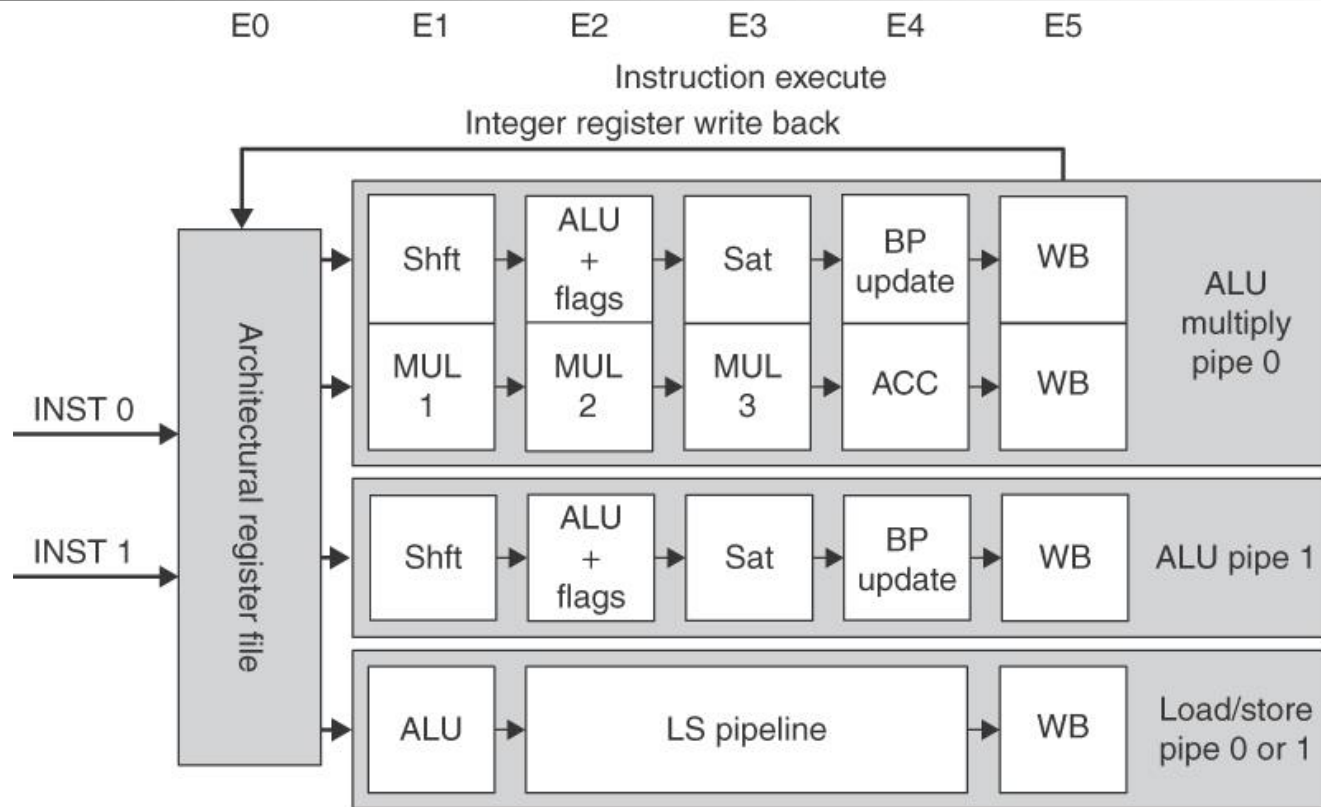 E0 E1 E2 E3 E4 E5
Instruction execute
Integer register write back
Shft
ALU
+
flags
Sat
BP
update
WB
MUL
1
MUL
2
MUL
3
ACC
WB
ALU
multiply
pipe 0
INST 0
INST 1
Architectural register file
Shft
ALU
+
flags
Sat
BP
update
WB
ALU pipe 1
ALU
LS pipeline
WB
Load/store
pipe 0 or 1